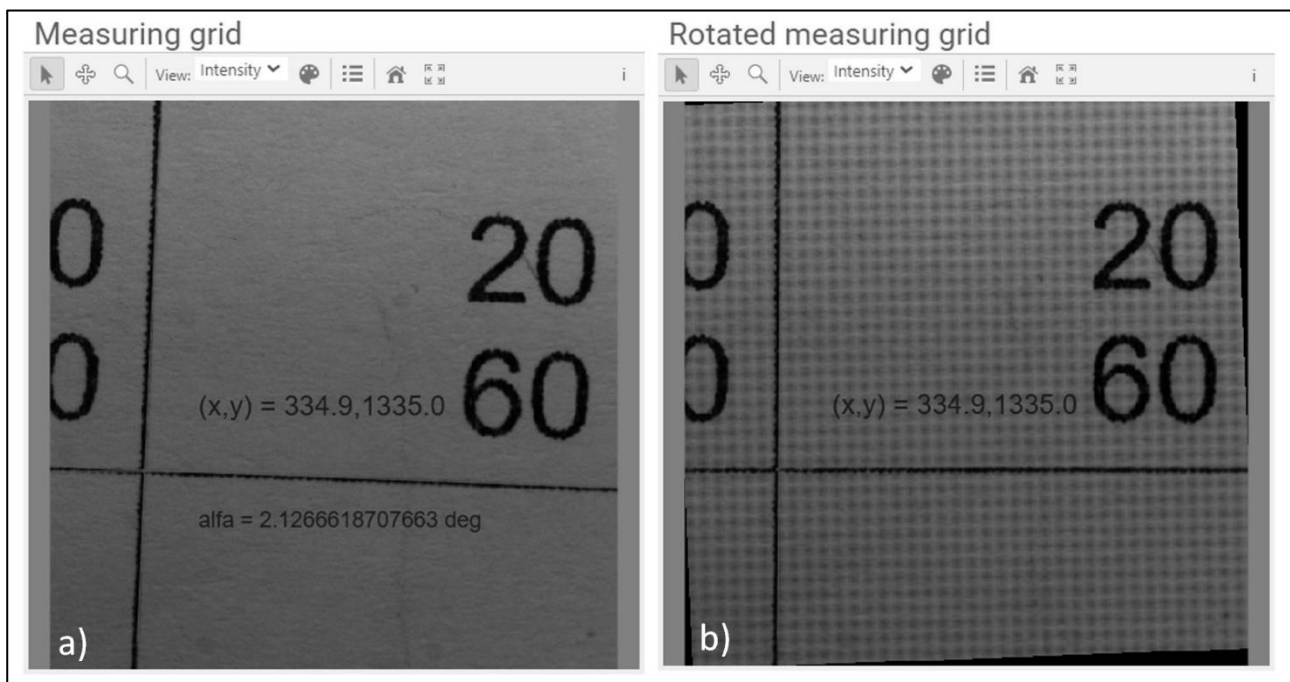 Measuring grid
View: Intensity
i
0
20
0
60
(x,y) = 334.9,1335.0
alfa = 2.1266618707663 deg
a)
Rotated measuring grid
View: Intensity
i
0
20
0
60
(x,y) = 334.9,1335.0
b)